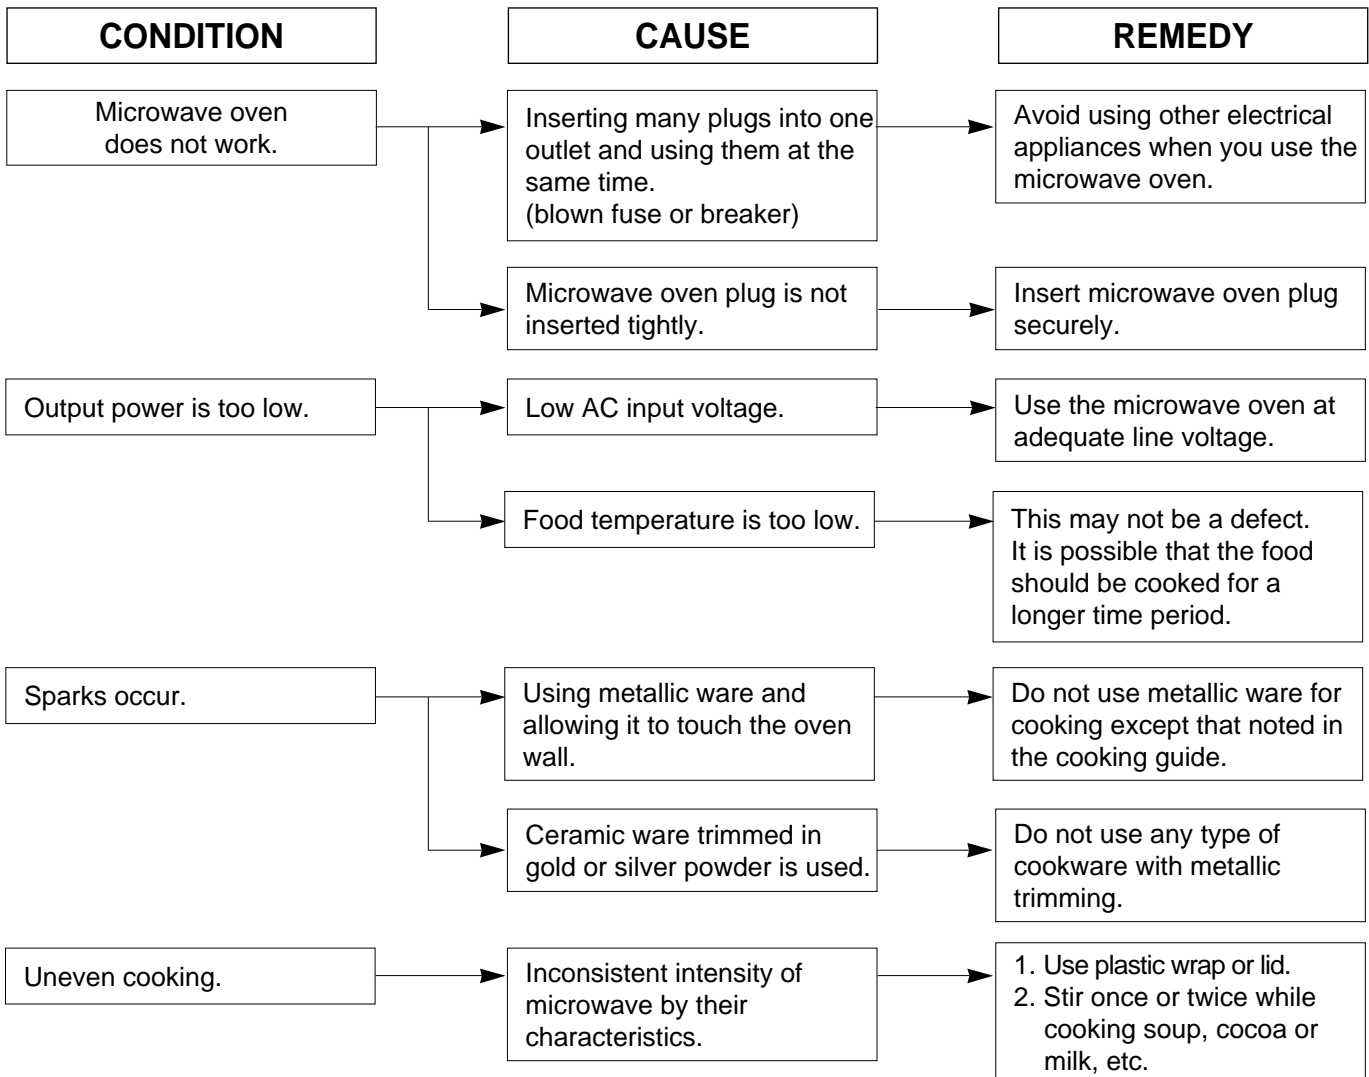 CONDITION
CAUSE
REMEDY
Microwave oven
does not work.
Inserting many plugs into one
outlet and using them at the
same time.
(blown fuse or breaker)
Avoid using other electrical
appliances when you use the
microwave oven.
Microwave oven plug is not
inserted tightly.
Insert microwave oven plug
securely.
Output power is too low.
Low AC input voltage.
Use the microwave oven at
adequate line voltage.
Food temperature is too low.
This may not be a defect.
It is possible that the food
should be cooked for a
longer time period.
Sparks occur.
Using metallic ware and
allowing it to touch the oven
wall.
Do not use metallic ware for
cooking except that noted in
the cooking guide.
Ceramic ware trimmed in
gold or silver powder is used.
Do not use any type of
cookware with metallic
trimming.
Uneven cooking.
Inconsistent intensity of
microwave by their
characteristics.
1. Use plastic wrap or lid.
2. Stir once or twice while
cooking soup, cocoa or
milk, etc.